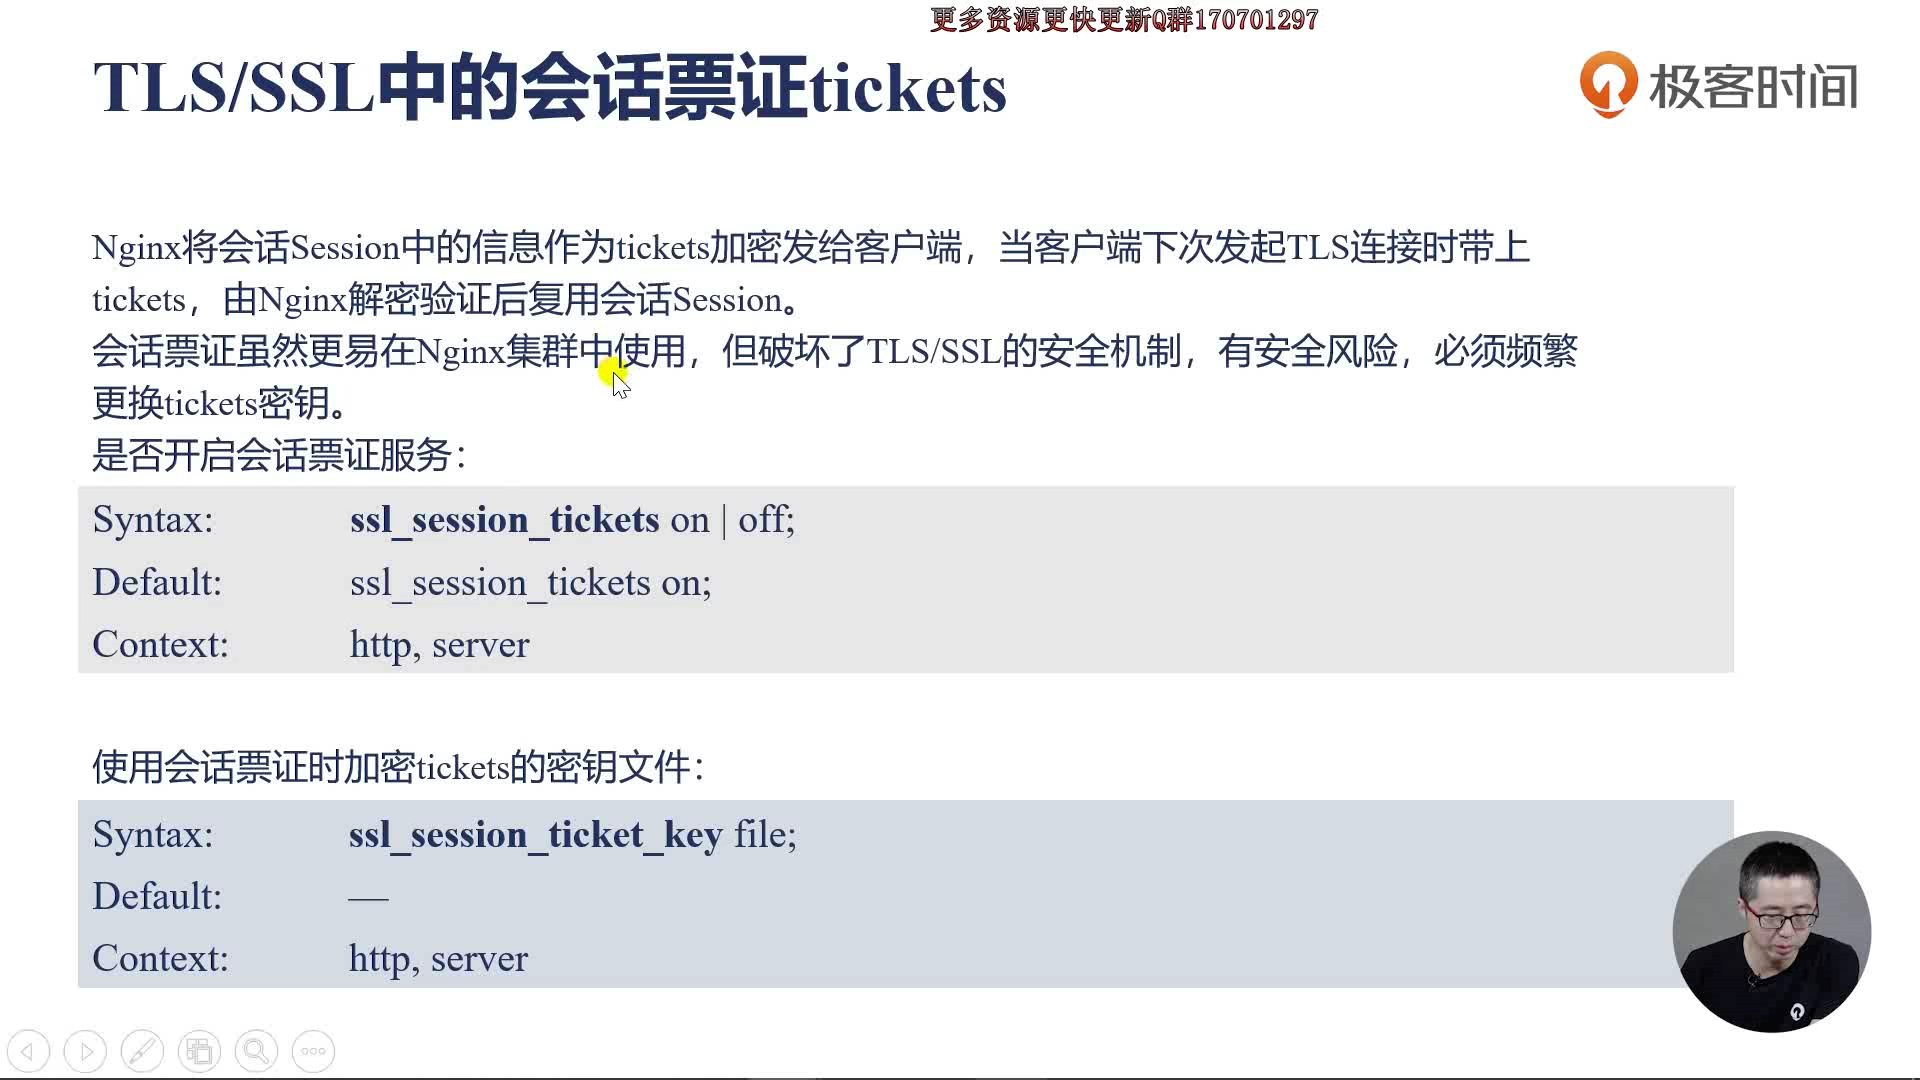 更多资源更快更新Q群170701297
TLS/SSL中的会话票证tickets
极客时间
Nginx将会话Session中的信息作为tickets加密发给客户端，当客户端下次发起TLS连接时带上
tickets，由Nginx解密验证后复用会话Session。
会话票证虽然更易在Nginx集群中使用，但破坏了TLS/SSL的安全机制，有安全风险，必须频繁
更换tickets密钥。
是否开启会话票证服务：
Syntax: ssl_session_tickets on | off;
Default: ssl_session_tickets on;
Context: http, server
使用会话票证时加密tickets的密钥文件：
Syntax: ssl_session_ticket_key file;
Default: —
Context: http, server